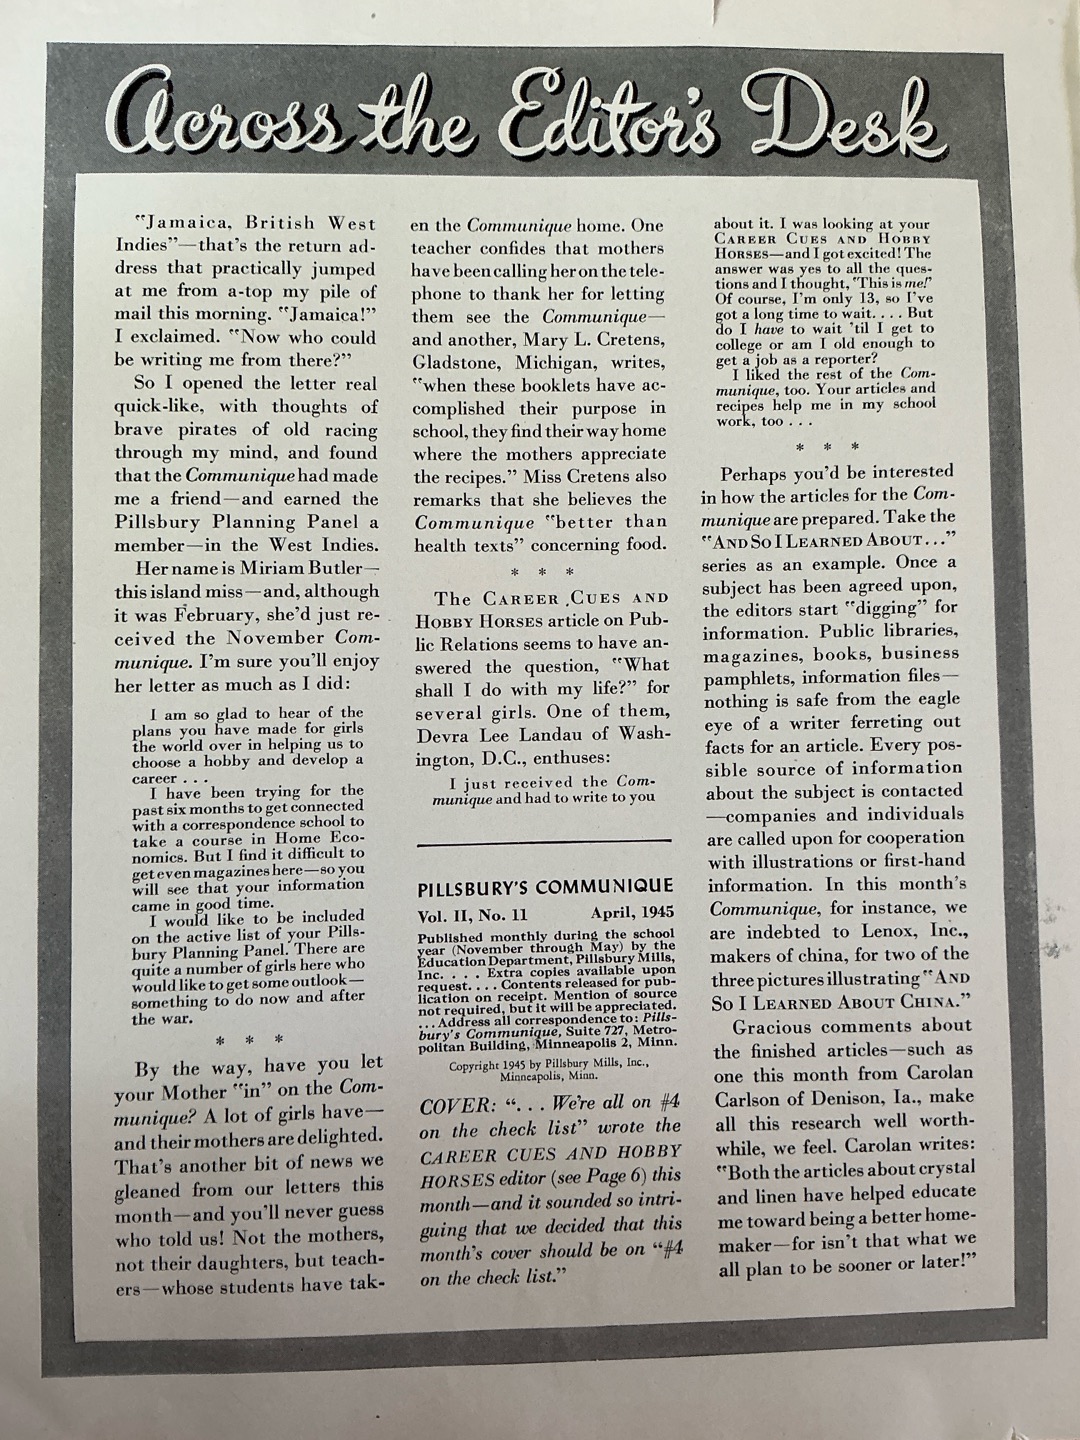 Across the Editor's Desk
"Jamaica, British West
Indies"—that's the return ad-
dress that practically jumped
at me from a-top my pile of
mail this morning. "Jamaica!"
I exclaimed. "Now who could
be writing me from there?"
So I opened the letter real
quick-like, with thoughts of
brave pirates of old racing
through my mind, and found
that the Communique had made
me a friend—and earned the
Pillsbury Planning Panel a
member—in the West Indies.
Her name is Miriam Butler—
this island miss—and, although
it was February, she'd just re-
ceived the November Com-
munique. I'm sure you'll enjoy
her letter as much as I did:
I am so glad to hear of the
plans you have made for girls
the world over in helping us to
choose a hobby and develop a
career . . .
I have been trying for the
past six months to get connected
with a correspondence school to
take a course in Home Eco-
nomics. But I find it difficult to
get even magazines here—so you
will see that your information
came in good time.
I would like to be included
on the active list of your Pills-
bury Planning Panel. There are
quite a number of girls here who
would like to get some outlook—
something to do now and after
the war.
* * *
By the way, have you let
your Mother "in" on the Com-
munique? A lot of girls have—
and their mothers are delighted.
That's another bit of news we
gleaned from our letters this
month—and you'll never guess
who told us! Not the mothers,
not their daughters, but teach-
ers—whose students have tak-
en the Communique home. One
teacher confides that mothers
have been calling her on the tele-
phone to thank her for letting
them see the Communique—
and another, Mary L. Cretens,
Gladstone, Michigan, writes,
"when these booklets have ac-
complished their purpose in
school, they find their way home
where the mothers appreciate
the recipes." Miss Cretens also
remarks that she believes the
Communique "better than
health texts" concerning food.
* * *
The CAREER CUES AND
HOBBY HORSES article on Pub-
lic Relations seems to have an-
swered the question, "What
shall I do with my life?" for
several girls. One of them,
Devra Lee Landau of Wash-
ington, D.C., enthuses:
I just received the Com-
munique and had to write to you
PILLSBURY'S COMMUNIQUE
Vol. II, No. 11 April, 1945
Published monthly during the school
year (November through May) by the
Education Department, Pillsbury Mills,
Inc. . . . Extra copies available upon
request. . . . Contents released for pub-
lication on receipt. Mention of source
not required, but it will be appreciated.
. . . Address all correspondence to: Pills-
bury's Communique, Suite 727, Metro-
politan Building, Minneapolis 2, Minn.
Copyright 1945 by Pillsbury Mills, Inc.,
Minneapolis, Minn.
COVER: ". . . We're all on #4
on the check list" wrote the
CAREER CUES AND HOBBY
HORSES editor (see Page 6) this
month—and it sounded so intri-
guing that we decided that this
month's cover should be on "#4
on the check list."
about it. I was looking at your
CAREER CUES AND HOBBY
HORSES—and I got excited! The
answer was yes to all the ques-
tions and I thought, "This is me!"
Of course, I'm only 13, so I've
got a long time to wait. . . . But
do I have to wait 'til I get to
college or am I old enough to
get a job as a reporter?
I liked the rest of the Com-
munique, too. Your articles and
recipes help me in my school
work, too . . .
* * *
Perhaps you'd be interested
in how the articles for the Com-
munique are prepared. Take the
"AND SO I LEARNED ABOUT . . ."
series as an example. Once a
subject has been agreed upon,
the editors start "digging" for
information. Public libraries,
magazines, books, business
pamphlets, information files—
nothing is safe from the eagle
eye of a writer ferreting out
facts for an article. Every pos-
sible source of information
about the subject is contacted
—companies and individuals
are called upon for cooperation
with illustrations or first-hand
information. In this month's
Communique, for instance, we
are indebted to Lenox, Inc.,
makers of china, for two of the
three pictures illustrating "AND
SO I LEARNED ABOUT CHINA."
Gracious comments about
the finished articles—such as
one this month from Carolan
Carlson of Denison, Ia., make
all this research well worth-
while, we feel. Carolan writes:
"Both the articles about crystal
and linen have helped educate
me toward being a better home-
maker—for isn't that what we
all plan to be sooner or later!"